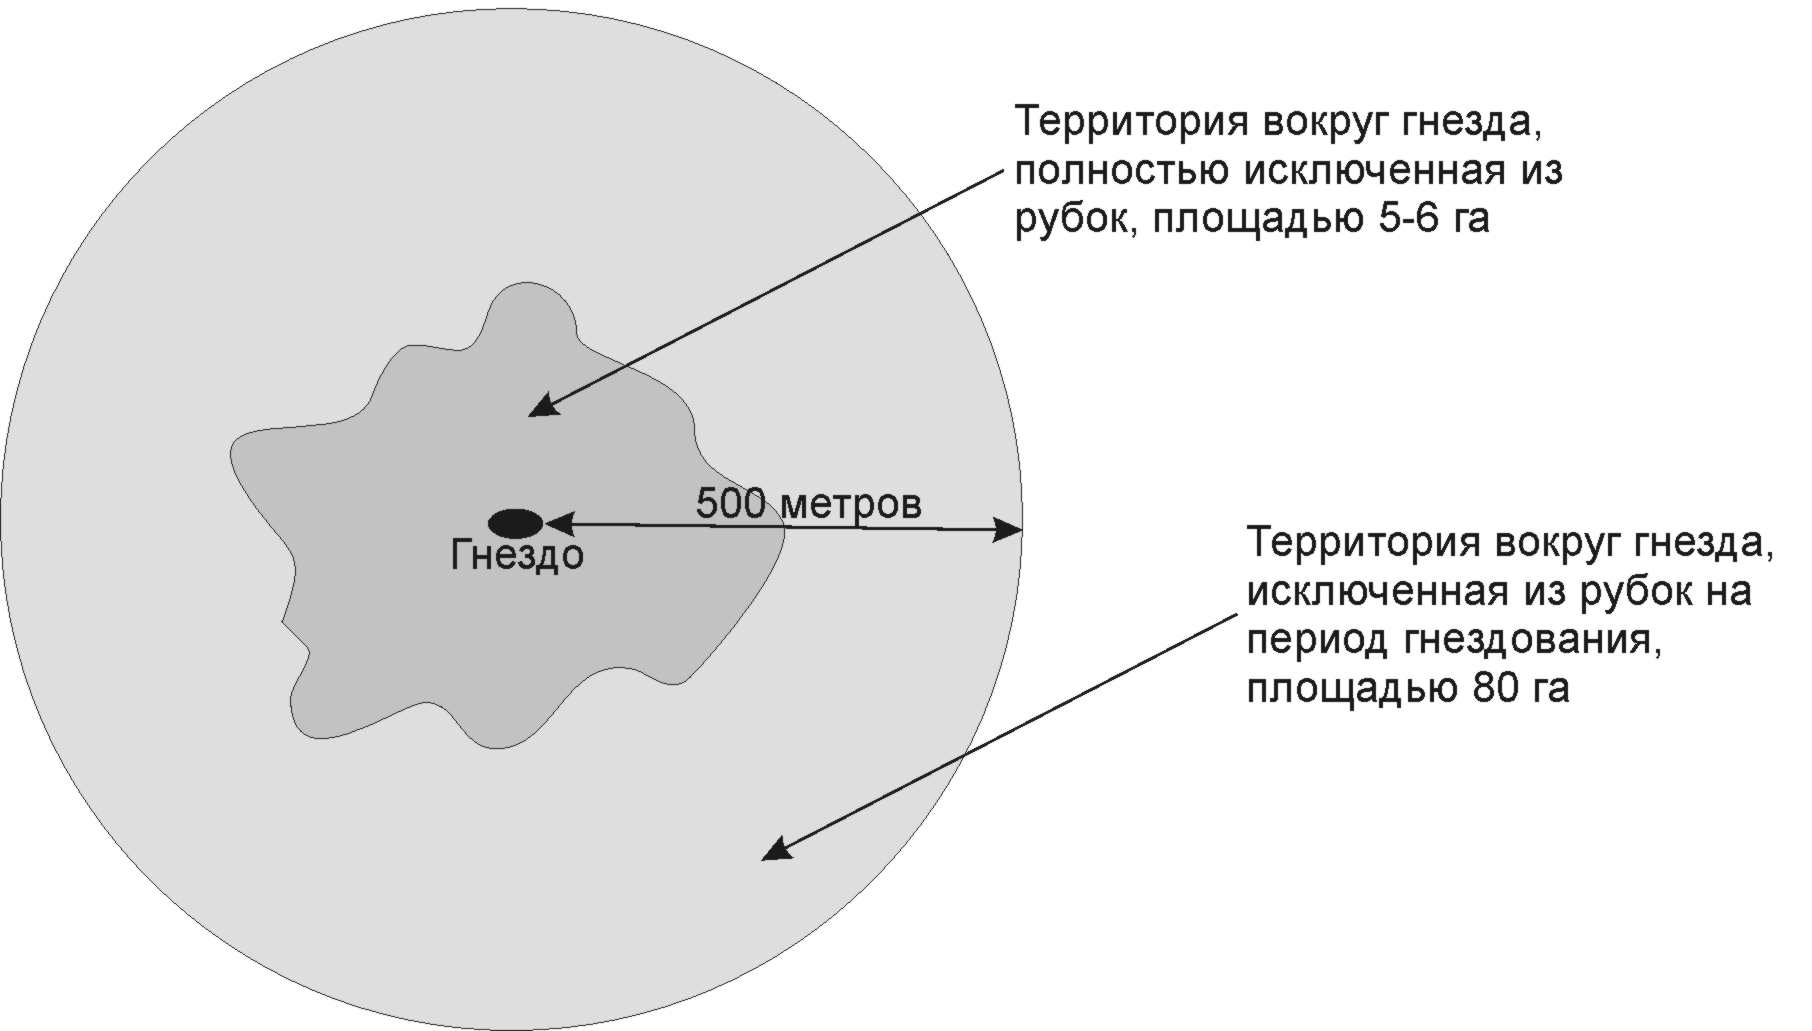 Территория вокруг гнезда,
полностью исключенная из
рубок, площадью 5-6 га
500 метров
Гнездо
Территория вокруг гнезда,
исключенная из рубок на
период гнездования,
площадью 80 га